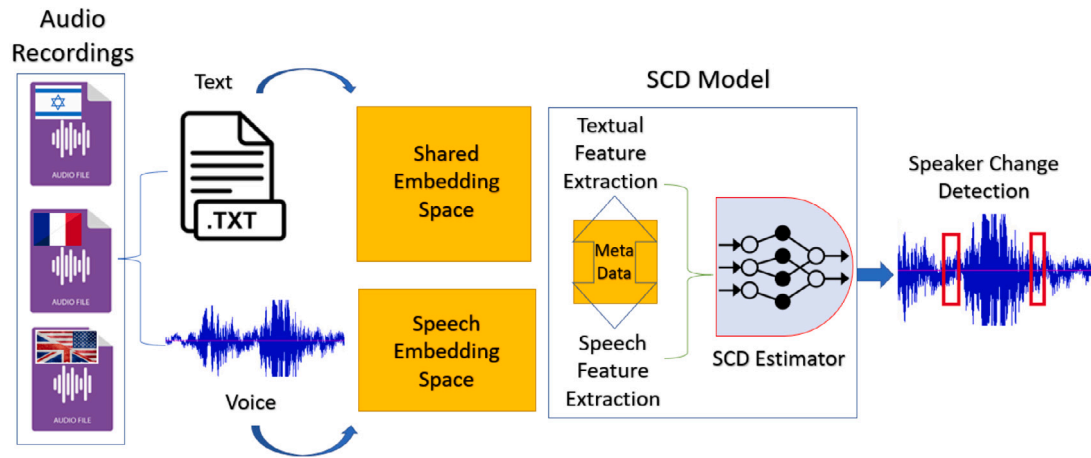 Audio
Recordings
AUDIO FILE
AUDIO FILE
AUDIO FILE
Text
.TXT
Voice
Shared
Embedding
Space
Speech
Embedding
Space
SCD Model
Textual
Feature
Extraction
Meta
Data
Speech
Feature
Extraction
SCD Estimator
Speaker Change
Detection